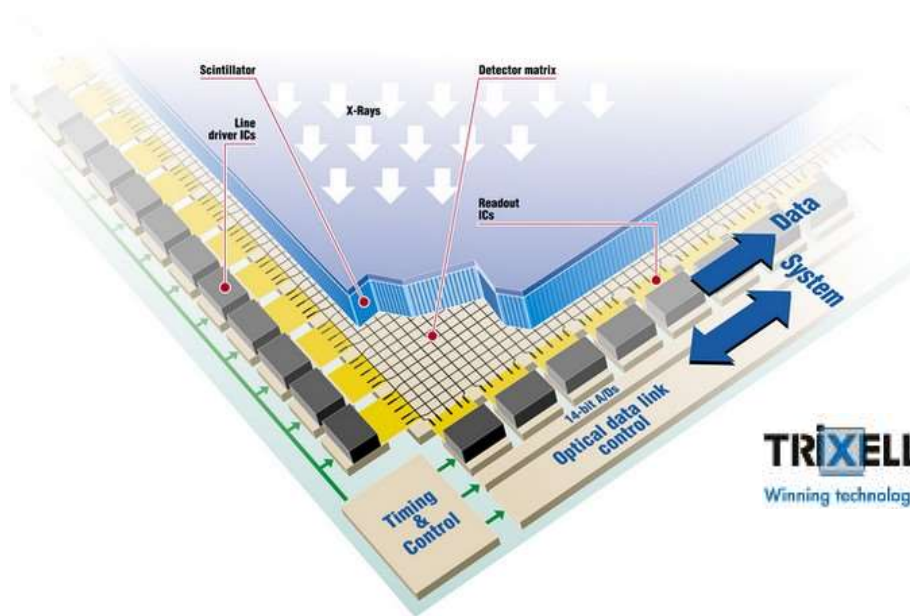 Scintillator
Detector matrix
X-Rays
Line
driver ICs
Readout
ICs
Data
System
14-bit A/Ds
Optical data link
control
Timing
&
Control
TRIXELL
Winning technolog